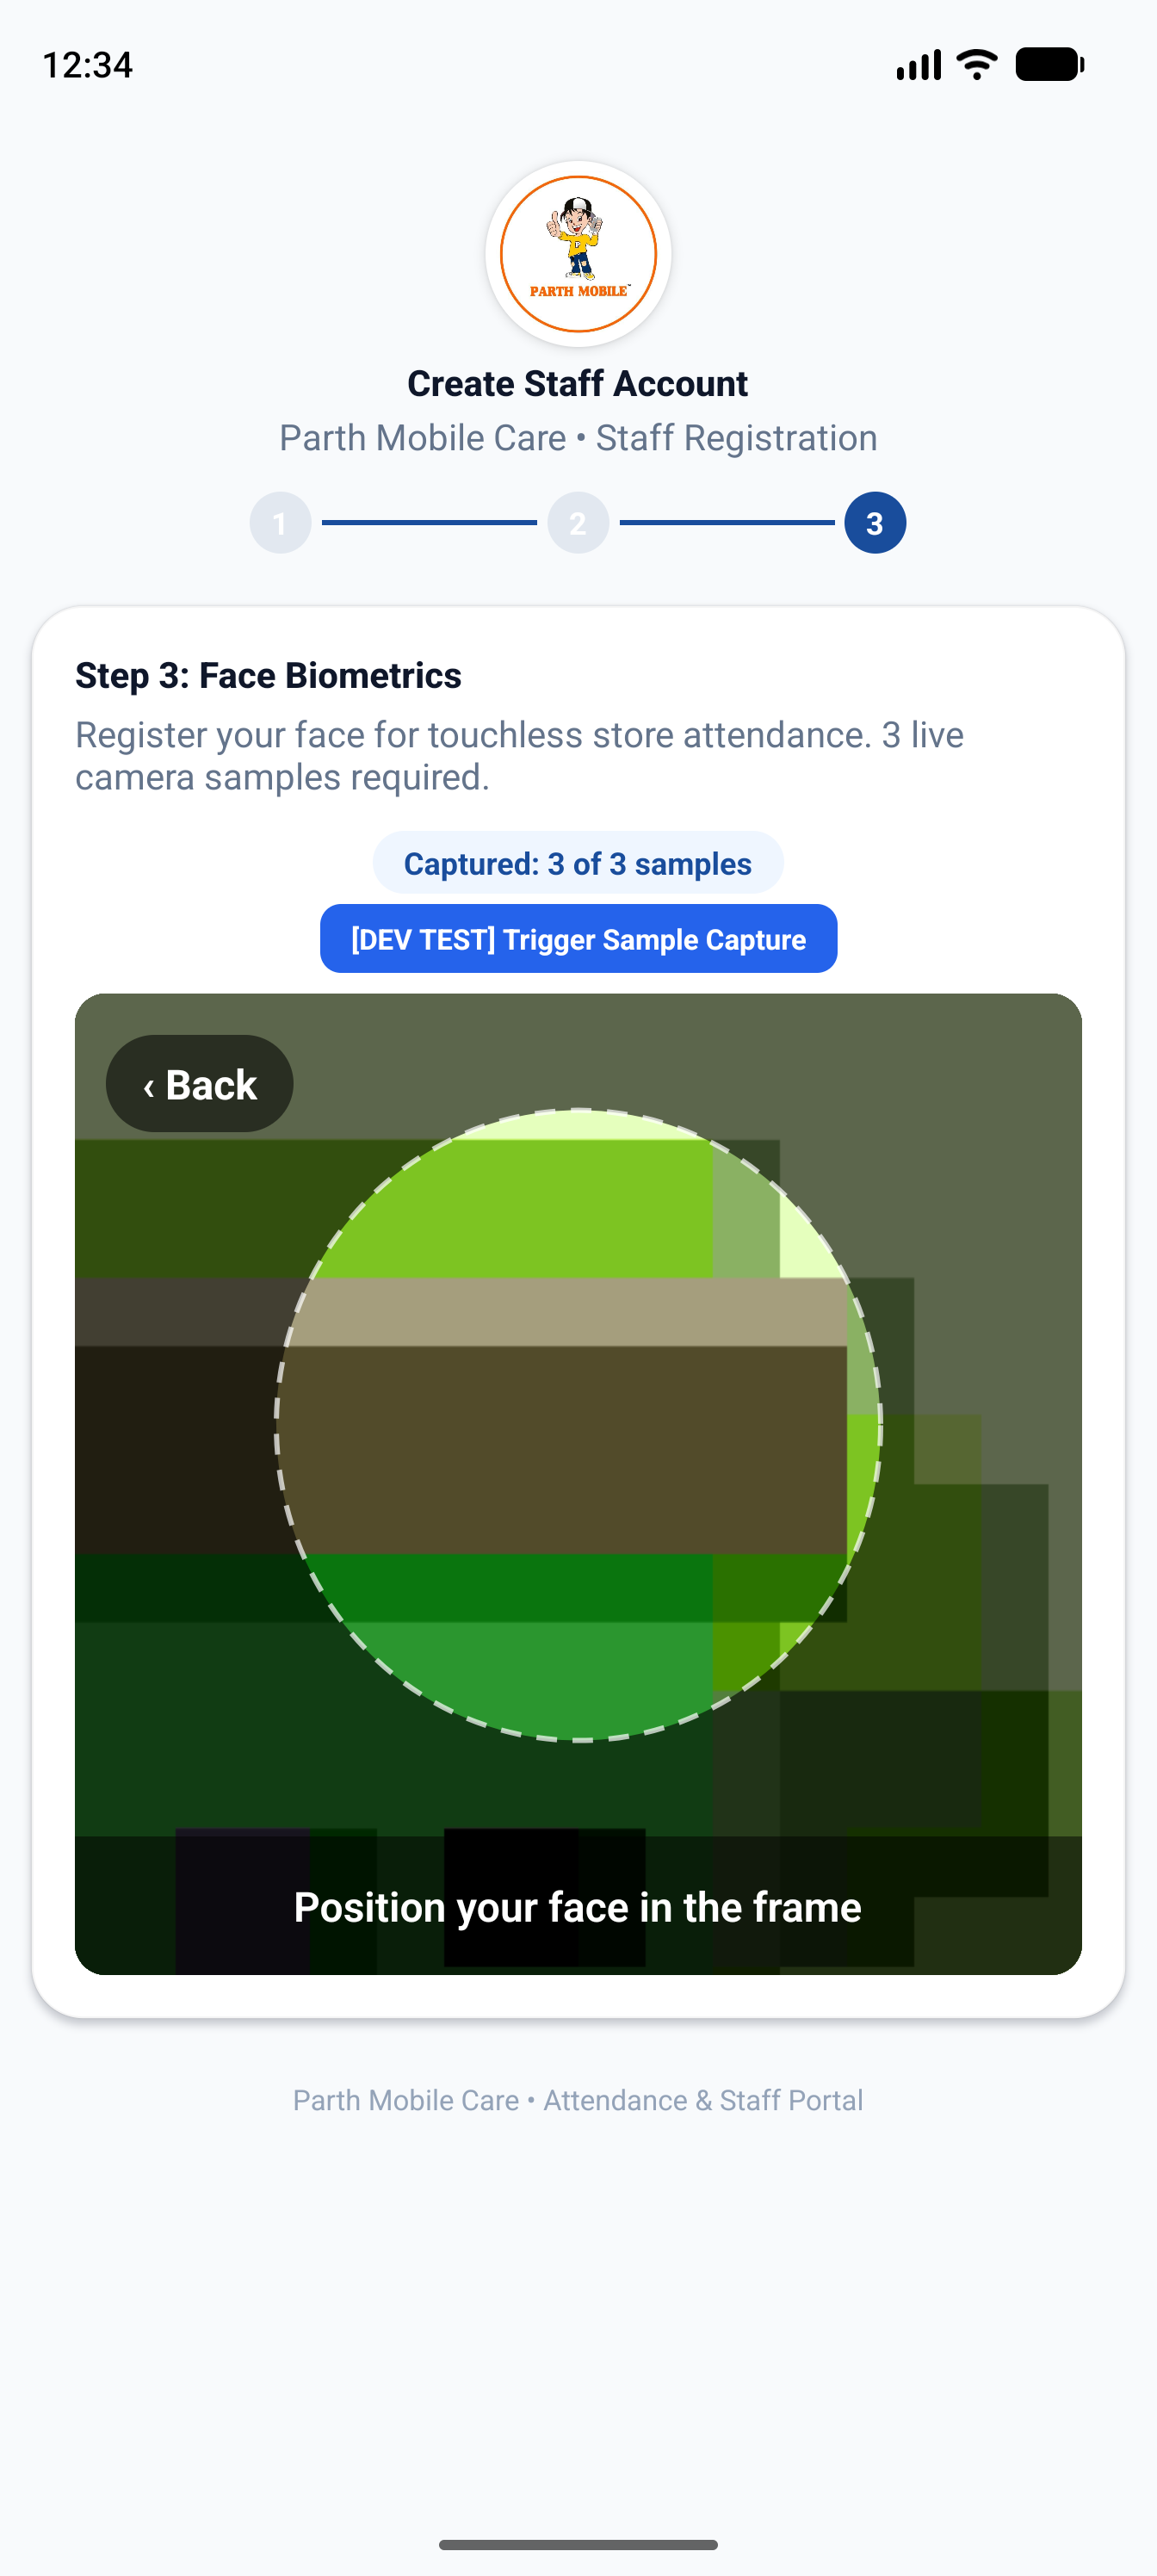 12:34
PARTH MOBILE™
Create Staff Account
Parth Mobile Care • Staff Registration
1 2 3
Step 3: Face Biometrics
Register your face for touchless store attendance. 3 live
camera samples required.
Captured: 3 of 3 samples
[DEV TEST] Trigger Sample Capture
‹ Back
Position your face in the frame
Parth Mobile Care • Attendance & Staff Portal